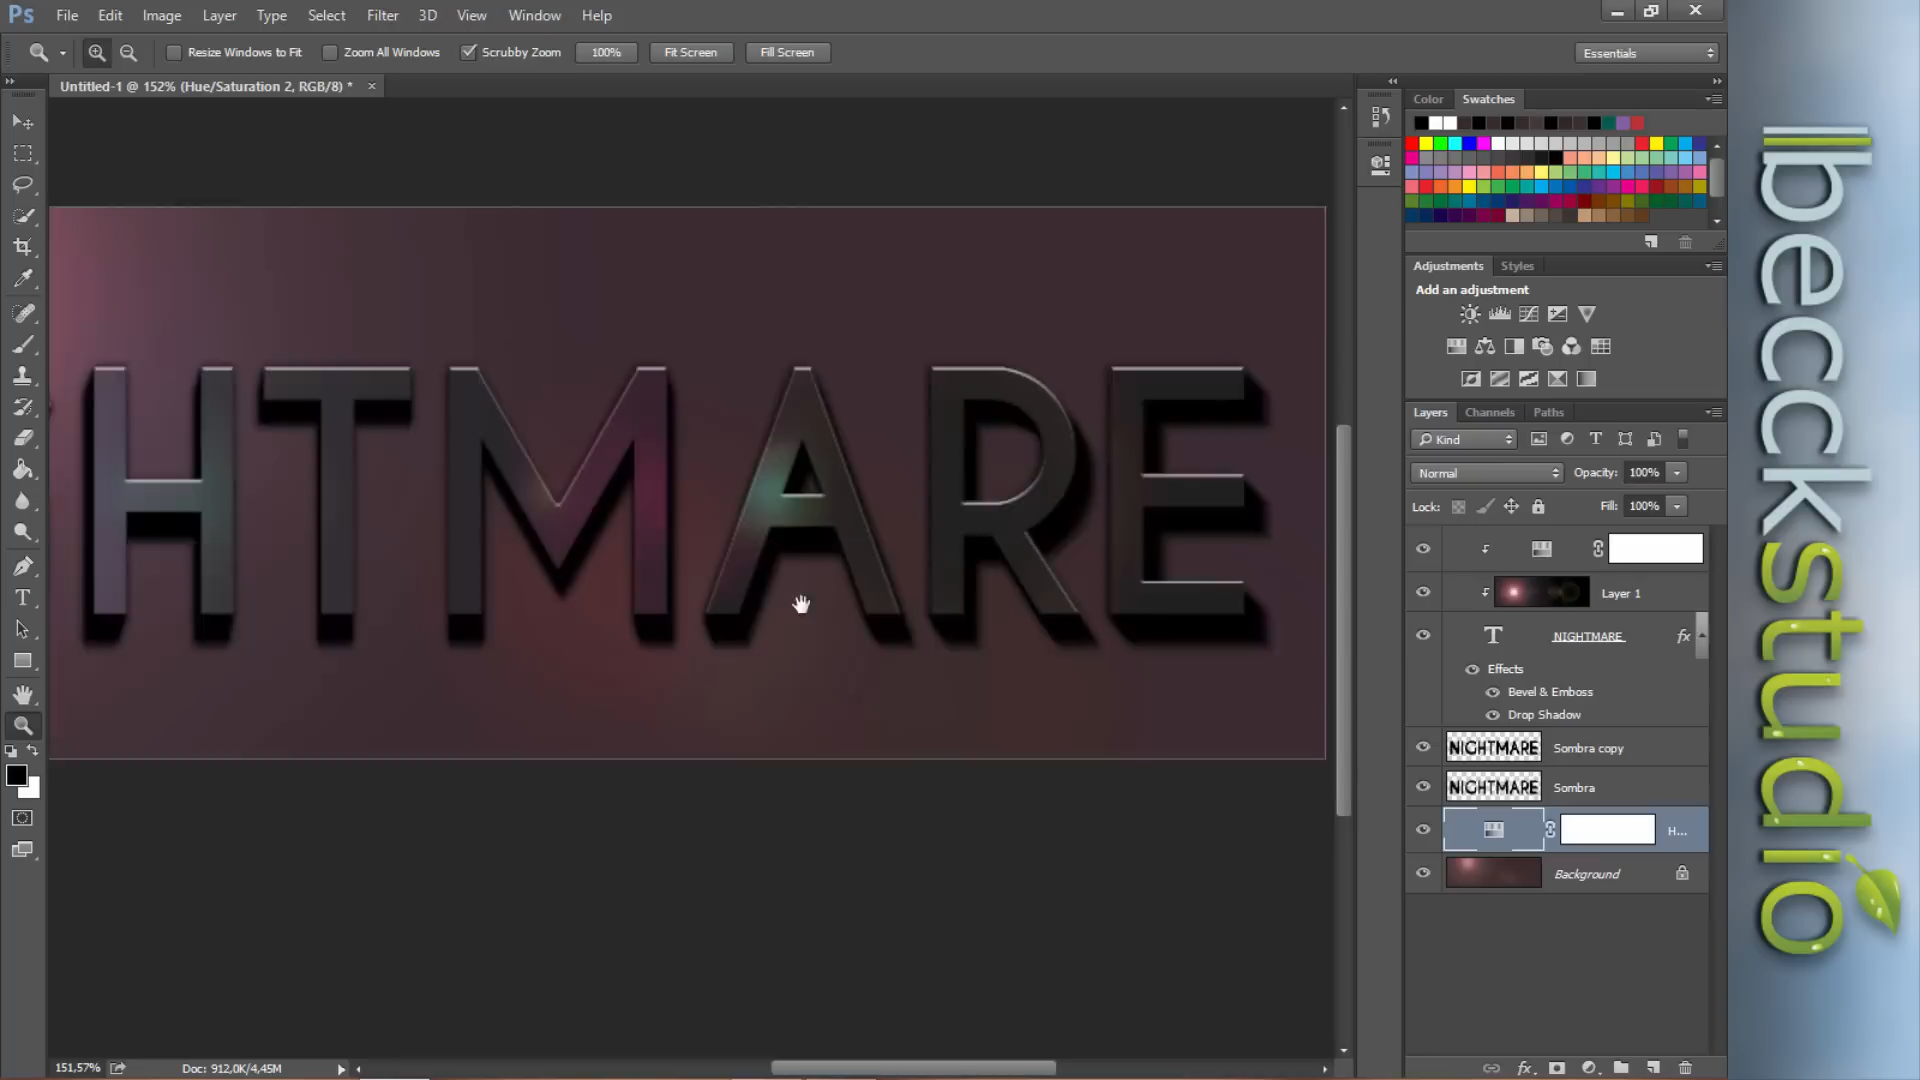 Ps File Edit Image Layer Type Select Filter 3D View Window Help
Resize Windows to Fit Zoom All Windows Scrubby Zoom 100% Fit Screen Fill Screen Essentials
Untitled-1 @ 152% (Hue/Saturation 2, RGB/8) *
Color Swatches
Adjustments Styles
Add an adjustment
Layers Channels Paths
Kind
Normal Opacity: 100%
Lock: Fill: 100%
Layer 1
NIGHTMARE fx
Effects
Bevel & Emboss
Drop Shadow
NIGHTMARE Sombra copy
NIGHTMARE Sombra
H...
Background
HTMARE
151,57% Doc: 912,0K/4,45M
fx
becckstudio